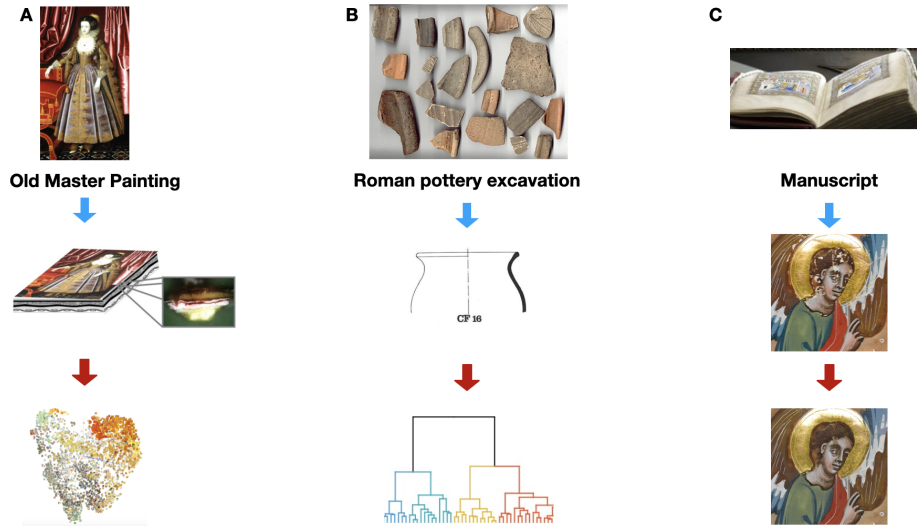 A
B
C
Old Master Painting
Roman pottery excavation
Manuscript
CF 16